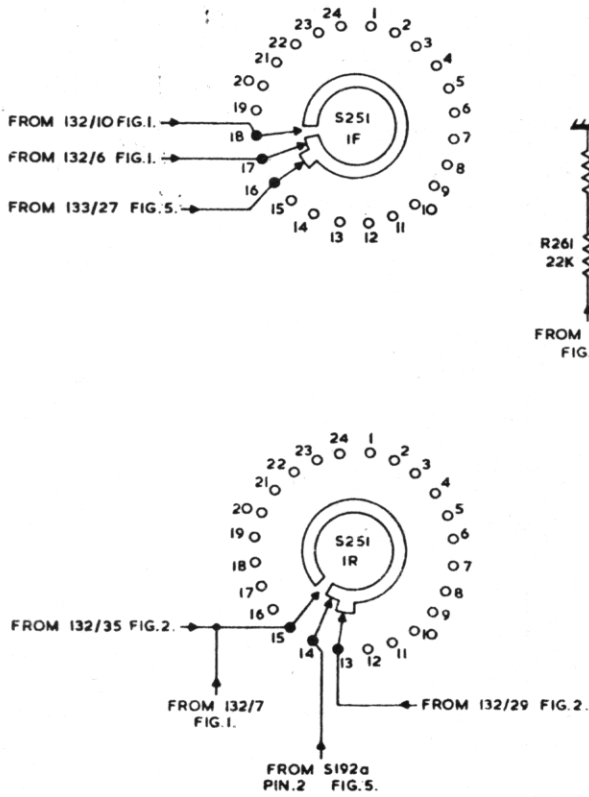 24 1
23 2
22 3
21 4
20 5
19 6
18 7
17 8
16 9
15 10
14 11
13 12
S251
1F
FROM 132/10 FIG.1.
FROM 132/6 FIG.1.
FROM 133/27 FIG.5.
R261
22K
FROM
FIG.
24 1
23 2
22 3
21 4
20 5
19 6
18 7
17 8
16 9
15 10
14 11
13 12
S251
1R
FROM 132/35 FIG.2.
FROM 132/7
FIG.1.
FROM 132/29 FIG.2.
FROM S192a
PIN.2 FIG.5.